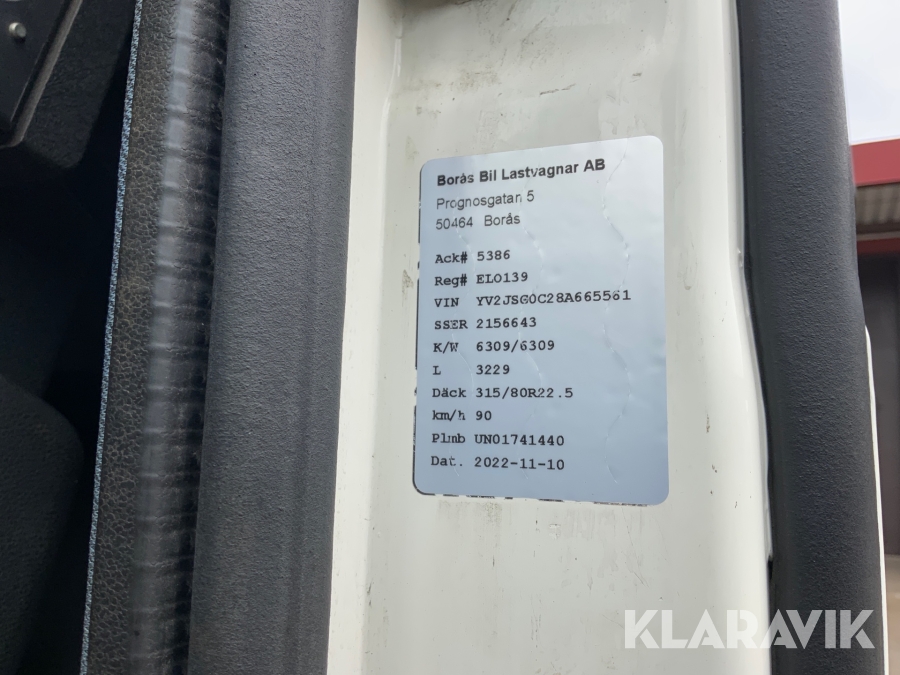 Borås Bil Lastvagnar AB
Prognosgatan 5
50464 Borås
Ack# 5386
Reg# ELO139
VIN YV2JSG0C28A665561
SSER 2156643
K/W 6309/6309
L 3229
Däck 315/80R22.5
km/h 90
Plmb UN01741440
Dat. 2022-11-10
KLARAVIK